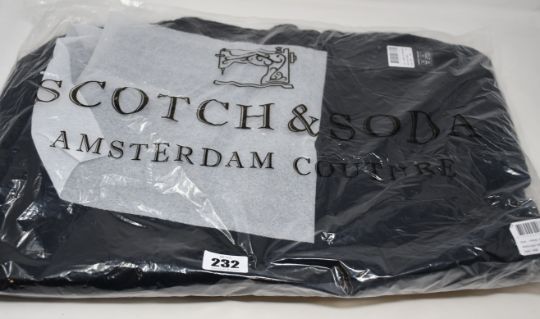 SCOTCH & SODA
AMSTERDAM COUTURE
232